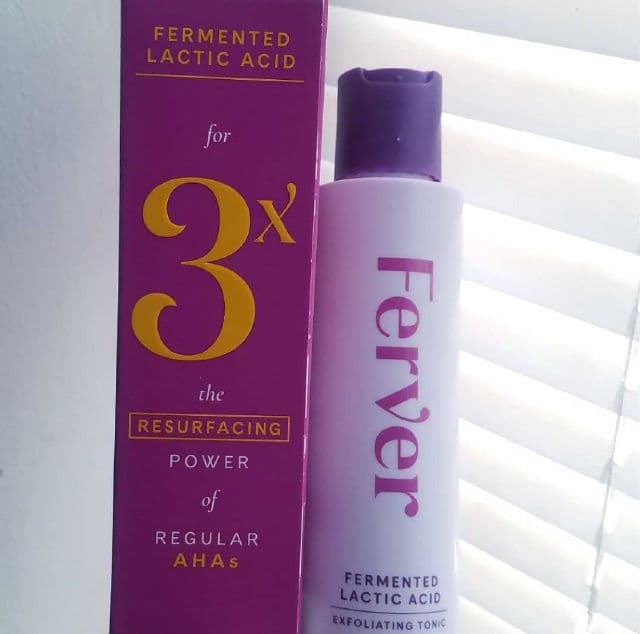 FERMENTED
LACTIC ACID
for
3x
the
RESURFACING
POWER
of
REGULAR
AHAs
Ferver
FERMENTED
LACTIC ACID
EXFOLIATING TONIC